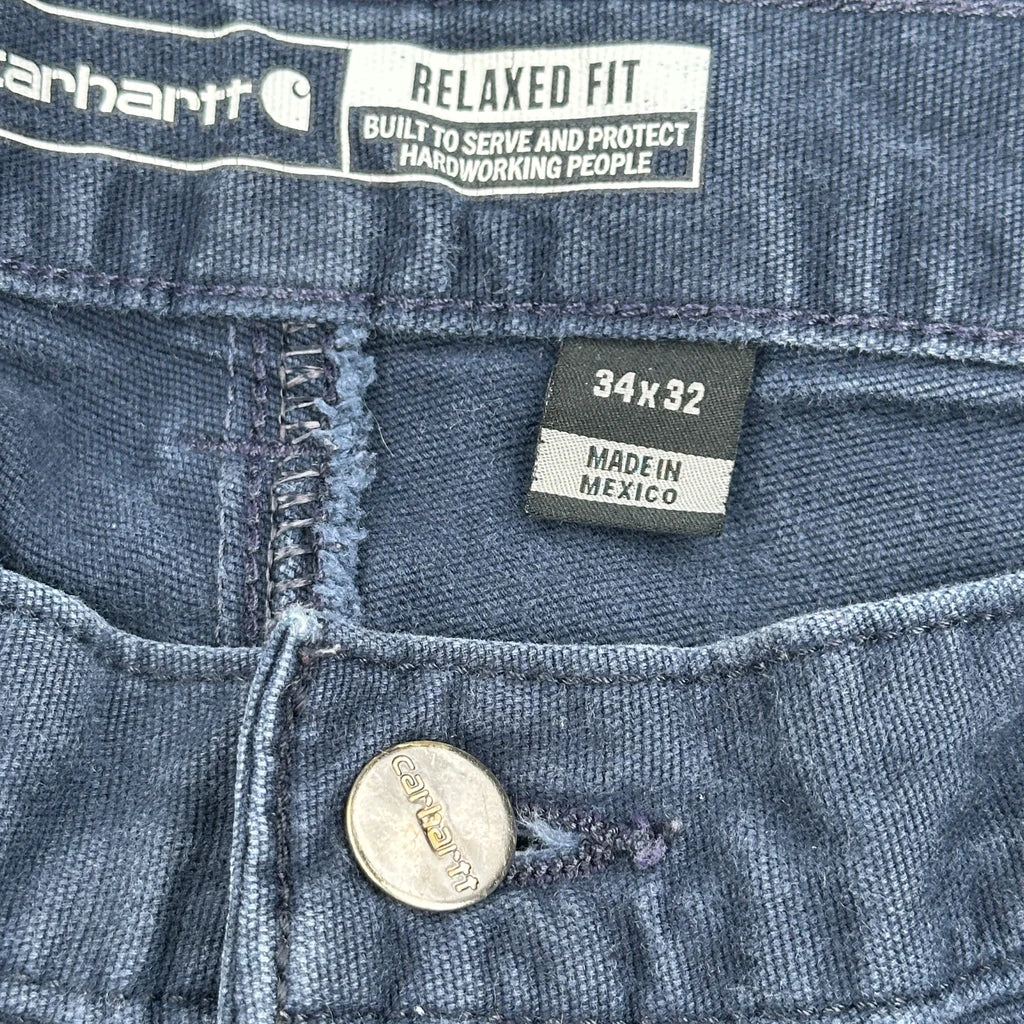 carhartt
RELAXED FIT
BUILT TO SERVE AND PROTECT
HARDWORKING PEOPLE
34x32
MADE IN
MEXICO
carhartt